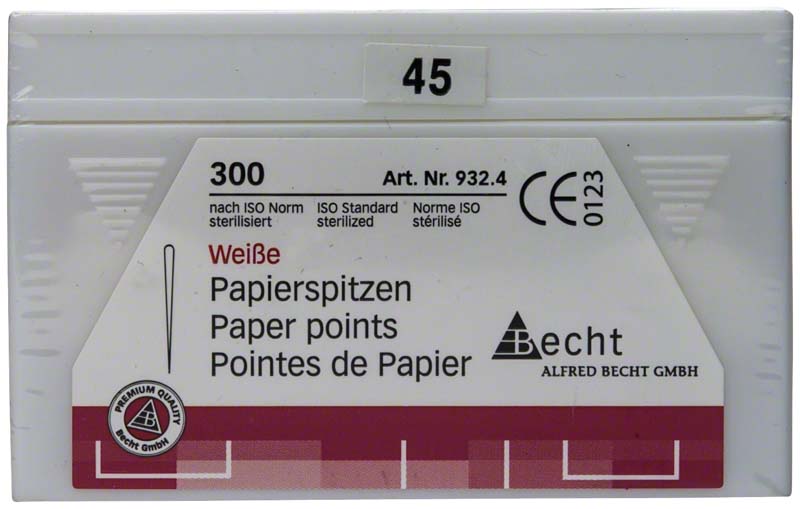 45
300 Art. Nr. 932.4
nach ISO Norm ISO Standard Norme ISO
sterilisiert sterilized stérilisé
CE 0123
Weiße
Papierspitzen
Paper points
Pointes de Papier
Becht
ALFRED BECHT GMBH
PREMIUM QUALITY
B
Becht GmbH